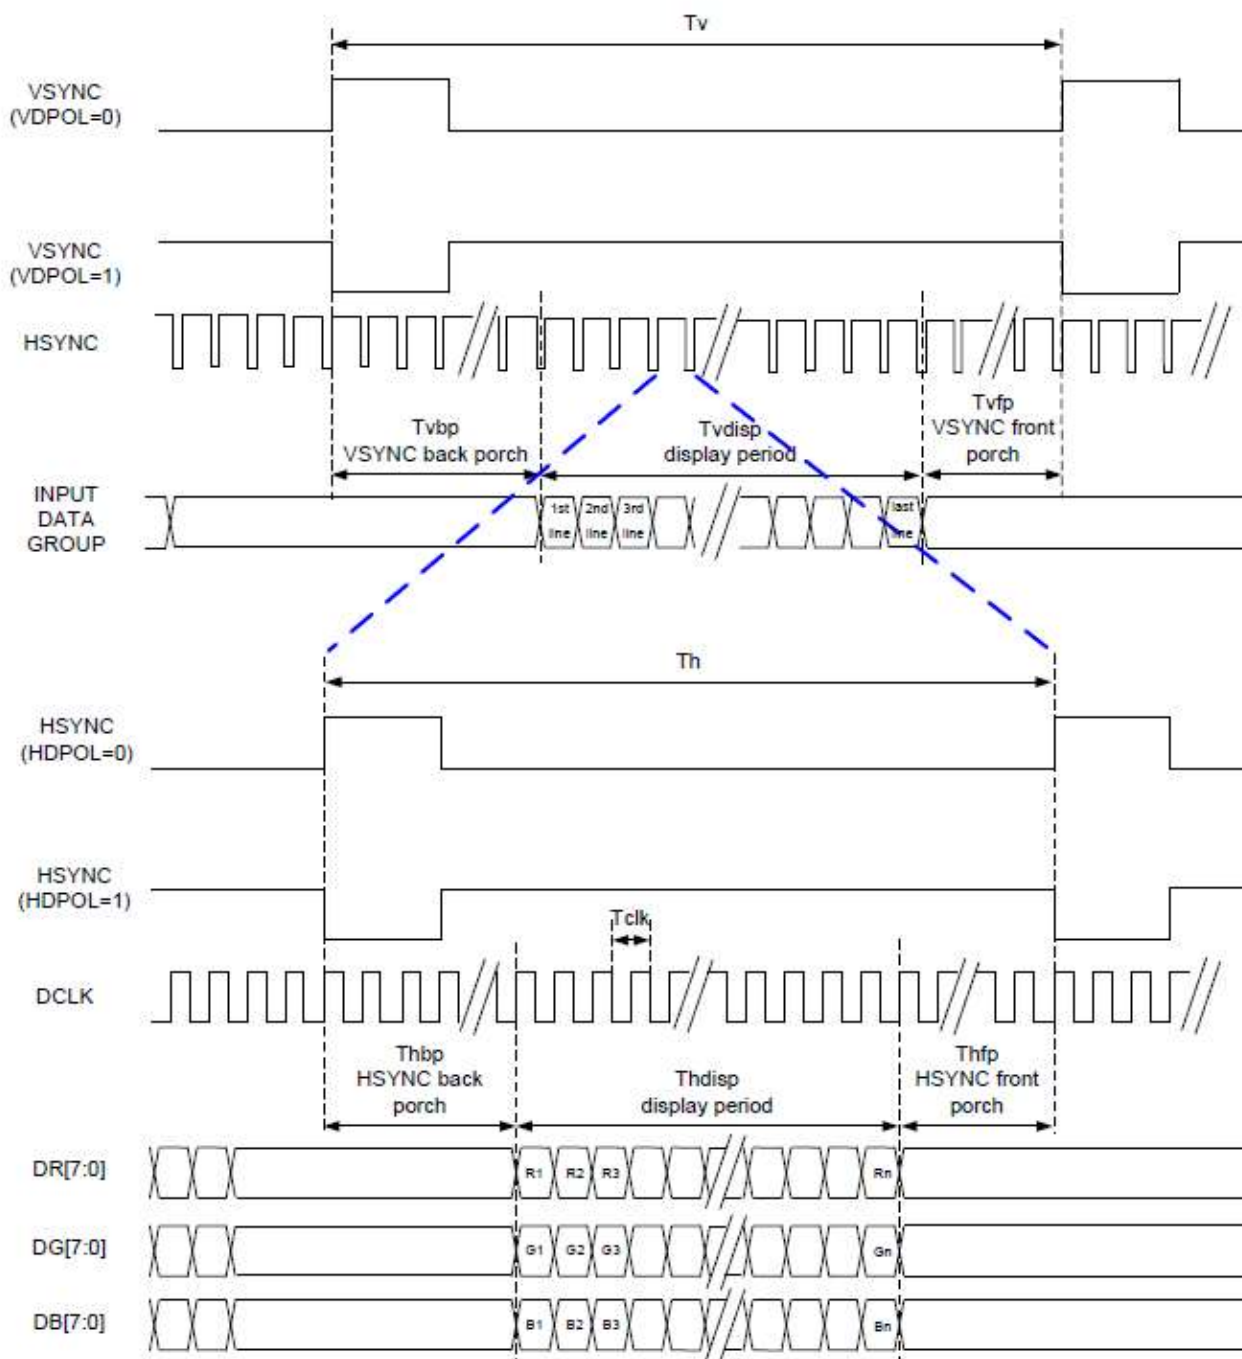 Tv
VSYNC
(VDPOL=0)
VSYNC
(VDPOL=1)
HSYNC
Tvbp
VSYNC back porch
Tvdisp
display period
Tvfp
VSYNC front
porch
INPUT
DATA
GROUP
1st
line
2nd
line
3rd
line
last
line
Th
HSYNC
(HDPOL=0)
HSYNC
(HDPOL=1)
Tclk
DCLK
Thbp
HSYNC back
porch
Thdisp
display period
Thfp
HSYNC front
porch
DR[7:0]
R1 R2 R3 Rn
DG[7:0]
G1 G2 G3 Gn
DB[7:0]
B1 B2 B3 Bn